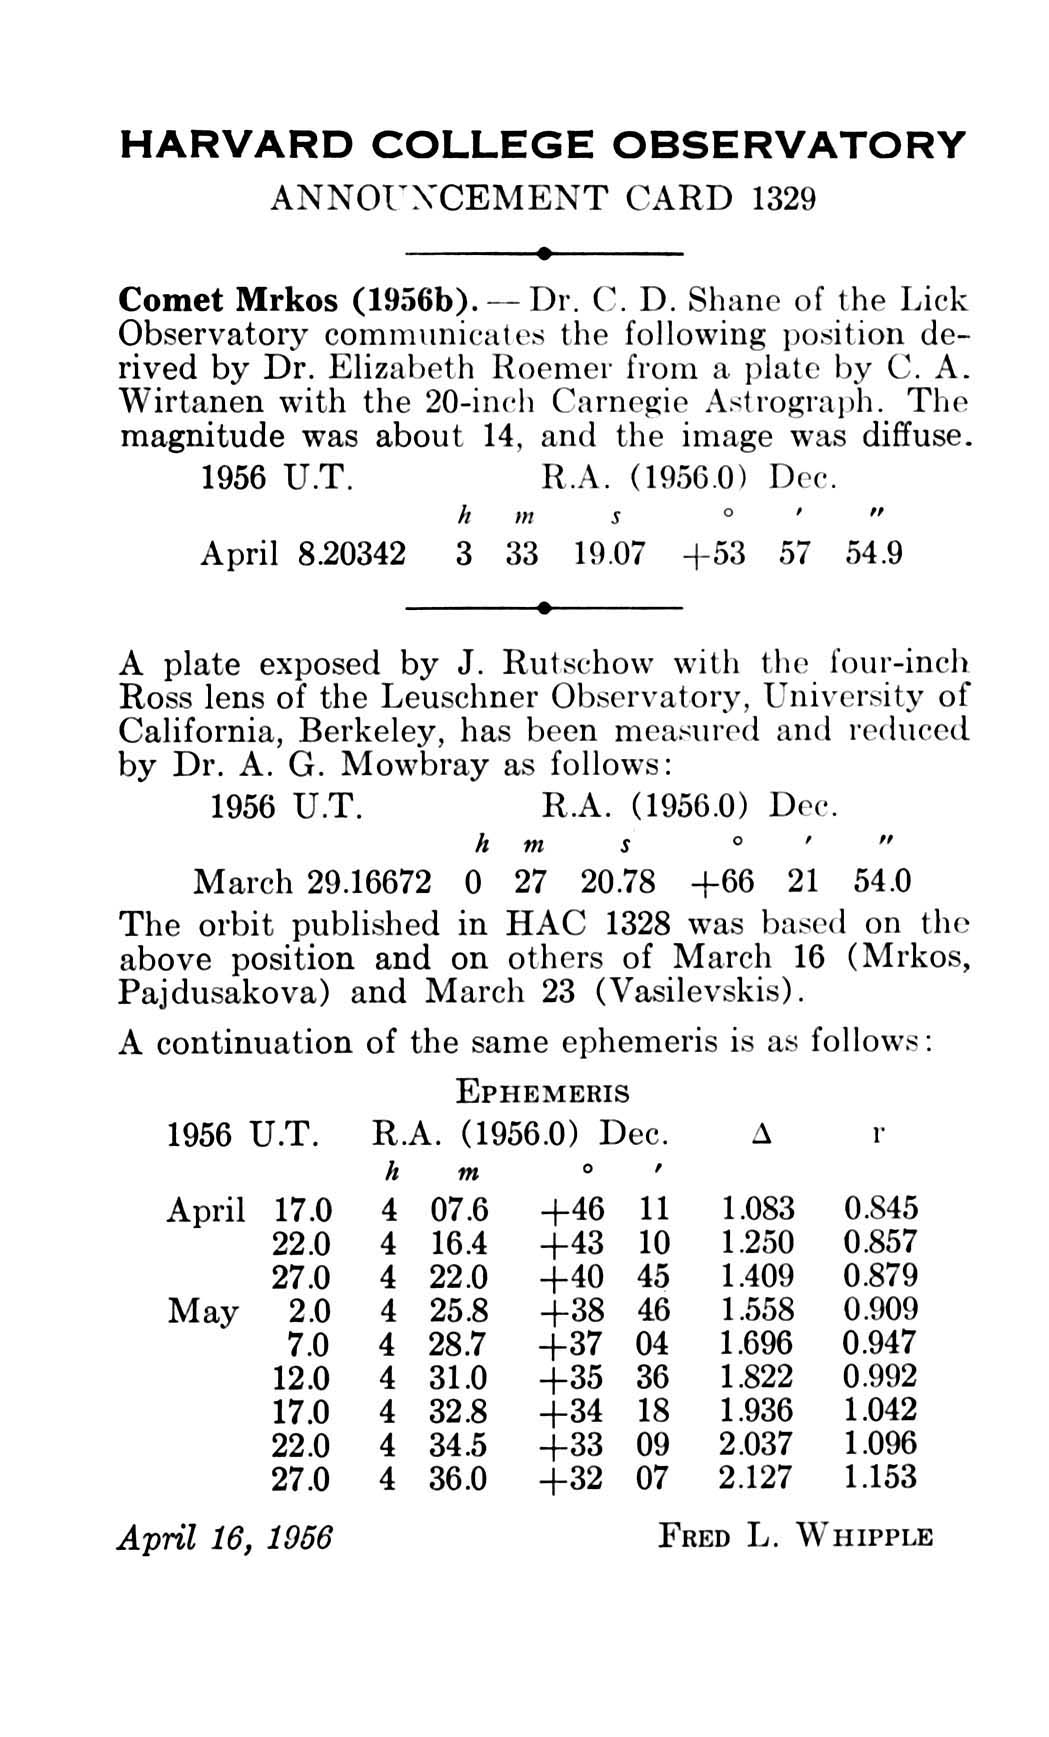 HARVARD COLLEGE OBSERVATORY
ANNOUNCEMENT CARD 1329
Comet Mrkos (1956b). — Dr. C. D. Shane of the Lick
Observatory communicates the following position de-
rived by Dr. Elizabeth Roemer from a plate by C. A.
Wirtanen with the 20-inch Carnegie Astrograph. The
magnitude was about 14, and the image was diffuse.
1956 U.T. R.A. (1956.0) Dec.
h m s ° ′ ″
April 8.20342 3 33 19.07 +53 57 54.9
A plate exposed by J. Rutschow with the four-inch
Ross lens of the Leuschner Observatory, University of
California, Berkeley, has been measured and reduced
by Dr. A. G. Mowbray as follows:
1956 U.T. R.A. (1956.0) Dec.
h m s ° ′ ″
March 29.16672 0 27 20.78 +66 21 54.0
The orbit published in HAC 1328 was based on the
above position and on others of March 16 (Mrkos,
Pajdusakova) and March 23 (Vasilevskis).
A continuation of the same ephemeris is as follows:
EPHEMERIS
1956 U.T. R.A. (1956.0) Dec. Δ r
h m ° ′
April 17.0 4 07.6 +46 11 1.083 0.845
22.0 4 16.4 +43 10 1.250 0.857
27.0 4 22.0 +40 45 1.409 0.879
May 2.0 4 25.8 +38 46 1.558 0.909
7.0 4 28.7 +37 04 1.696 0.947
12.0 4 31.0 +35 36 1.822 0.992
17.0 4 32.8 +34 18 1.936 1.042
22.0 4 34.5 +33 09 2.037 1.096
27.0 4 36.0 +32 07 2.127 1.153
April 16, 1956 FRED L. WHIPPLE